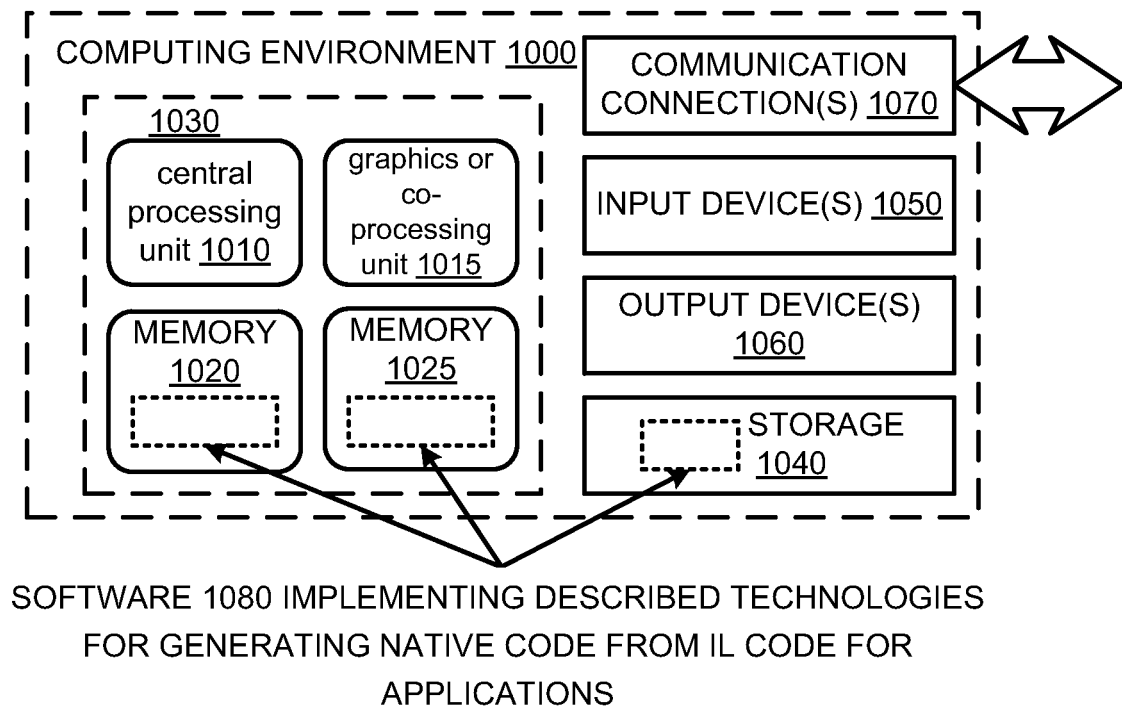 COMPUTING ENVIRONMENT 1000
1030
central
processing
unit 1010
graphics or
co-
processing
unit 1015
MEMORY
1020
MEMORY
1025
COMMUNICATION
CONNECTION(S) 1070
INPUT DEVICE(S) 1050
OUTPUT DEVICE(S)
1060
STORAGE
1040
SOFTWARE 1080 IMPLEMENTING DESCRIBED TECHNOLOGIES
FOR GENERATING NATIVE CODE FROM IL CODE FOR
APPLICATIONS